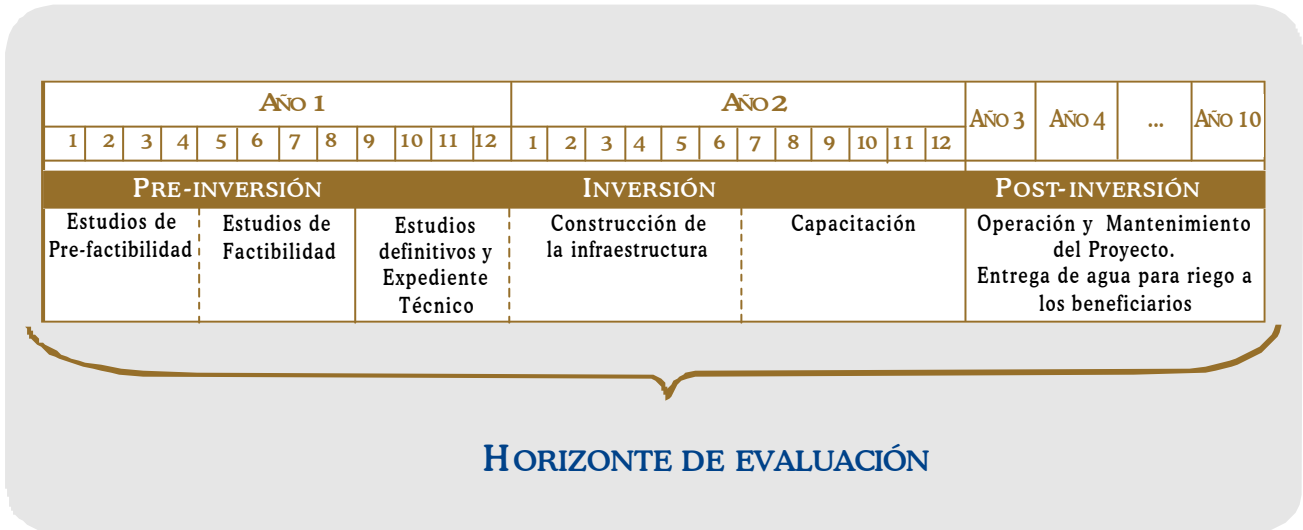 AÑO 1 AÑO 2 AÑO 3 AÑO 4 ... AÑO 10
1 2 3 4 5 6 7 8 9 10 11 12 1 2 3 4 5 6 7 8 9 10 11 12
PRE-INVERSIÓN INVERSIÓN POST-INVERSIÓN
Estudios de
Pre-factibilidad
Estudios de
Factibilidad
Estudios
definitivos y
Expediente
Técnico
Construcción de
la infraestructura
Capacitación
Operación y Mantenimiento
del Proyecto.
Entrega de agua para riego a
los beneficiarios
HORIZONTE DE EVALUACIÓN